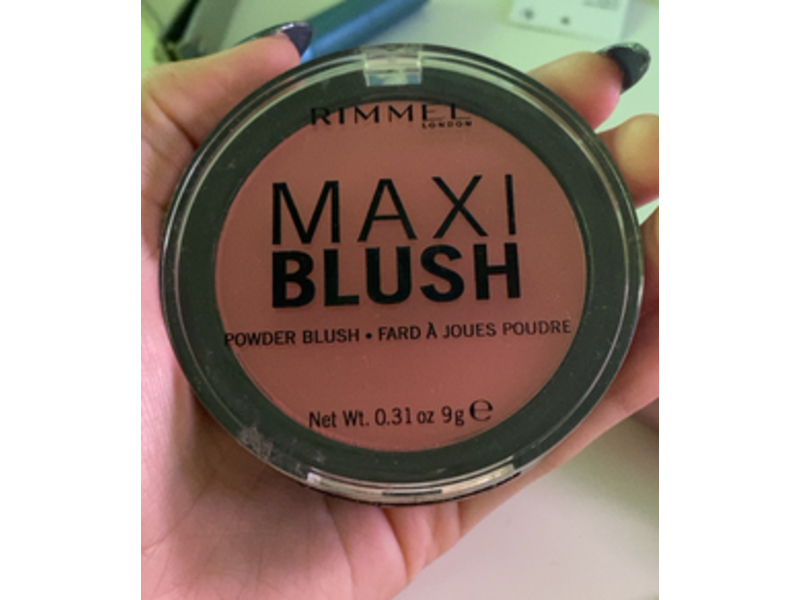 RIMMEL
LONDON
MAXI
BLUSH
POWDER BLUSH • FARD À JOUES POUDRE
Net Wt. 0.31 oz 9g ℮